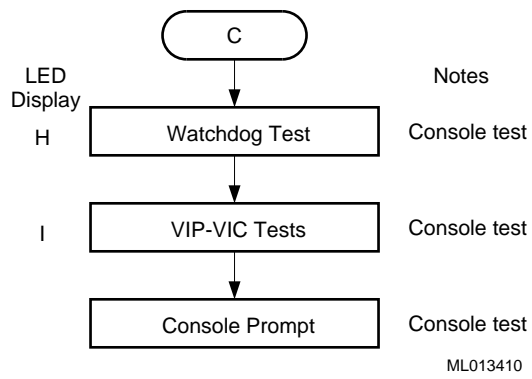 C
LED
Display
Notes
H
Watchdog Test
Console test
I
VIP-VIC Tests
Console test
Console Prompt
Console test
ML013410